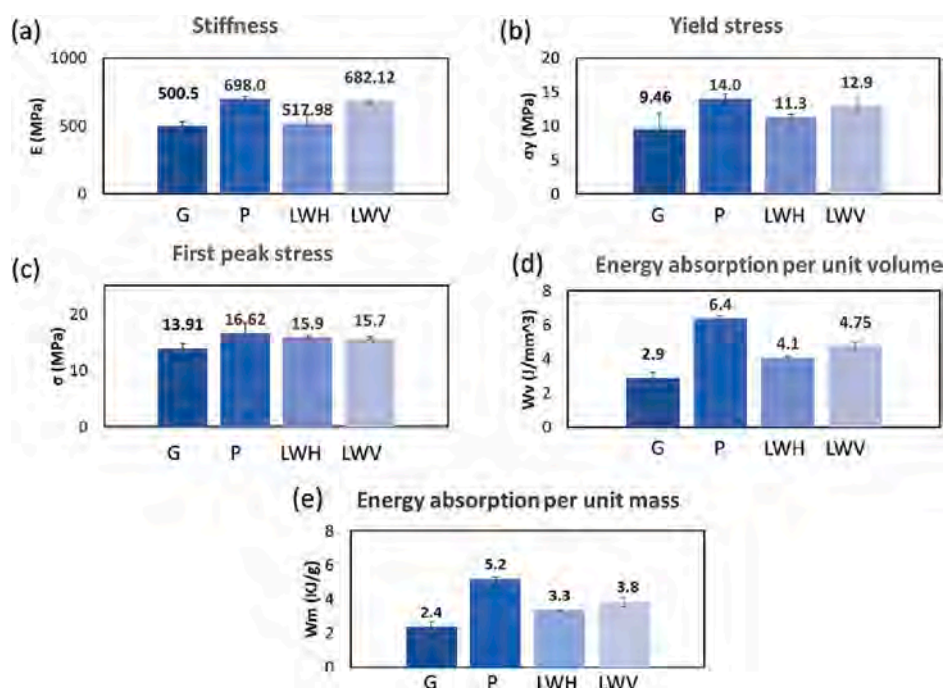 (a) Stiffness
E (MPa)
1000
500
0
500.5 698.0 517.98 682.12
G P LWH LWV
(b) Yield stress
σy (MPa)
20
15
10
5
0
9.46 14.0 11.3 12.9
G P LWH LWV
(c) First peak stress
σ (MPa)
20
10
0
13.91 16.62 15.9 15.7
G P LWH LWV
(d) Energy absorption per unit volume
Wv (J/mm^3)
8
6
4
2
0
2.9 6.4 4.1 4.75
G P LWH LWV
(e) Energy absorption per unit mass
Wm (KJ/g)
8
6
4
2
0
2.4 5.2 3.3 3.8
G P LWH LWV